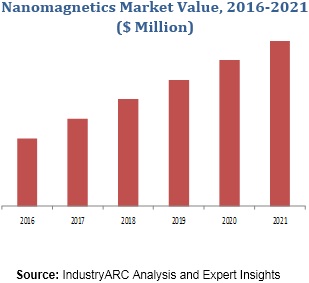 Nanomagnetics Market Value, 2016-2021
($ Million)
2016 2017 2018 2019 2020 2021
Source: IndustryARC Analysis and Expert Insights